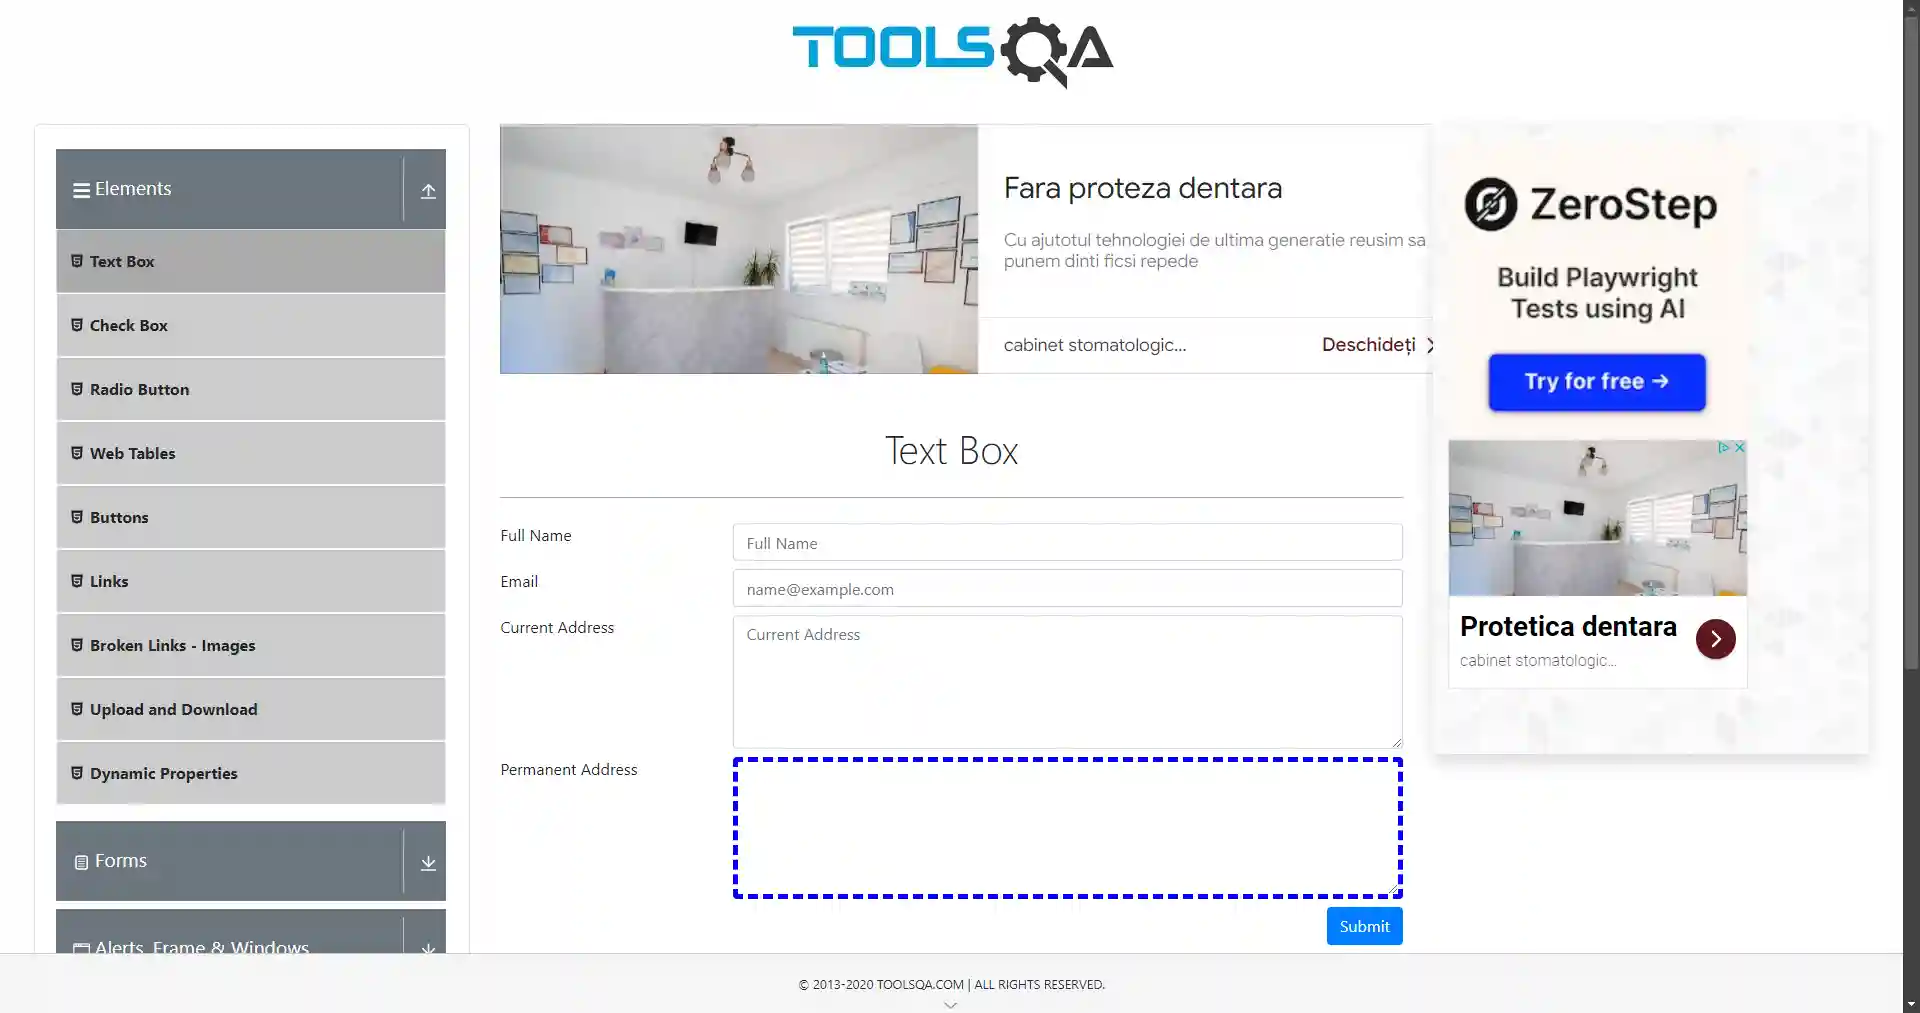 TOOLSQA
Elements
Text Box
Check Box
Radio Button
Web Tables
Buttons
Links
Broken Links - Images
Upload and Download
Dynamic Properties
Forms
Alerts, Frame & Windows
Fara proteza dentara
Cu ajutotul tehnologiei de ultima generatie reusim sa
punem dinti ficsi repede
cabinet stomatologic...
Deschideți
Text Box
Full Name
Full Name
Email
name@example.com
Current Address
Current Address
Permanent Address
Submit
ZeroStep
Build Playwright
Tests using AI
Try for free →
Protetica dentara
cabinet stomatologic...
© 2013-2020 TOOLSQA.COM | ALL RIGHTS RESERVED.